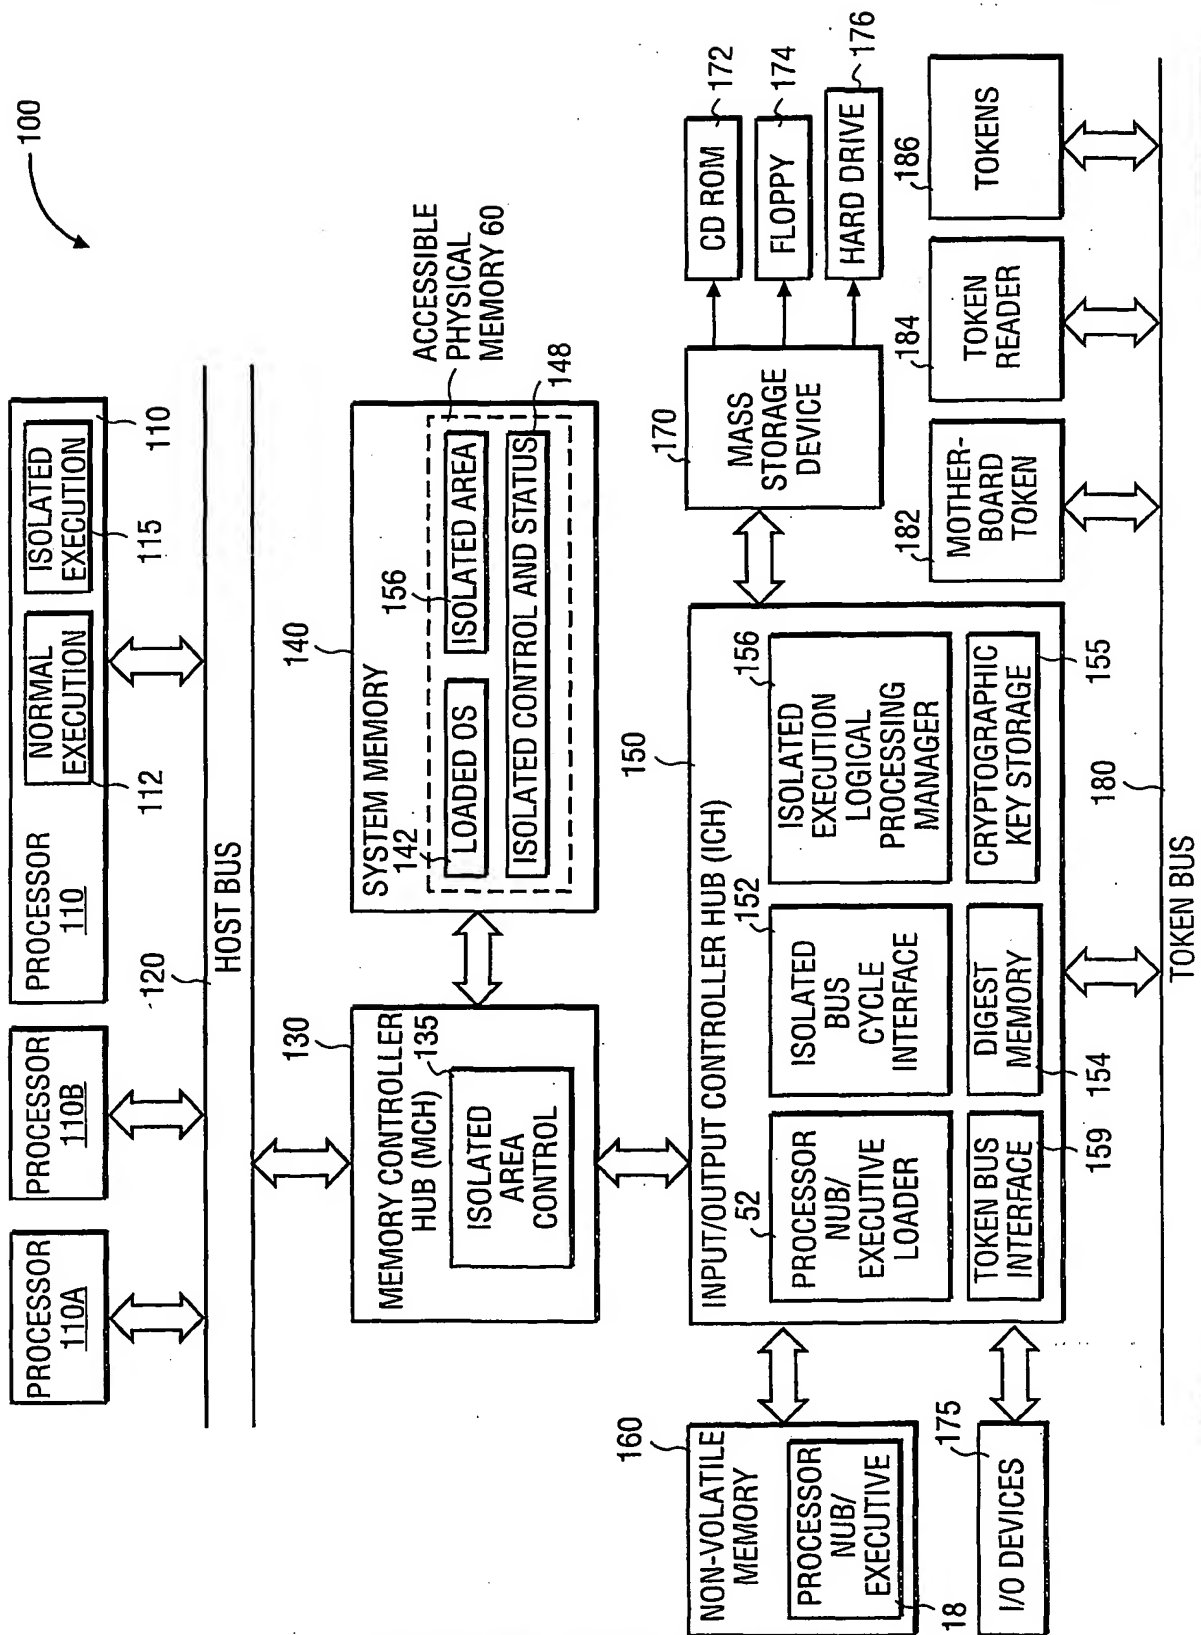 100
PROCESSOR
110A
PROCESSOR
110B
PROCESSOR
110
NORMAL
EXECUTION
112
ISOLATED
EXECUTION
115
110
120
HOST BUS
130
MEMORY CONTROLLER
HUB (MCH)
135
ISOLATED
AREA
CONTROL
140
SYSTEM MEMORY
142
LOADED OS
156
ISOLATED AREA
ISOLATED CONTROL AND STATUS
148
ACCESSIBLE
PHYSICAL
MEMORY 60
160
NON-VOLATILE
MEMORY
PROCESSOR
NUB/
EXECUTIVE
18
175
I/O DEVICES
150
INPUT/OUTPUT CONTROLLER HUB (ICH)
52
PROCESSOR
NUB/
EXECUTIVE
LOADER
152
ISOLATED
BUS
CYCLE
INTERFACE
156
ISOLATED
EXECUTION
LOGICAL
PROCESSING
MANAGER
TOKEN BUS
INTERFACE
159
DIGEST
MEMORY
154
CRYPTOGRAPHIC
KEY STORAGE
155
170
MASS
STORAGE
DEVICE
CD ROM
172
FLOPPY
174
HARD DRIVE
176
182
MOTHER-
BOARD
TOKEN
184
TOKEN
READER
186
TOKENS
180
TOKEN BUS